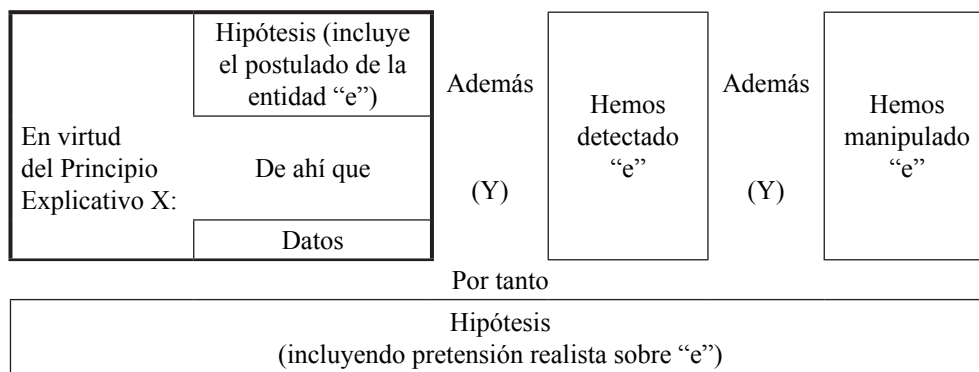 En virtud
del Principio
Explicativo X:
Hipótesis (incluye
el postulado de la
entidad “e”)
De ahí que
Datos
Además
(Y)
Hemos
detectado
“e”
Además
(Y)
Hemos
manipulado
“e”
Por tanto
Hipótesis
(incluyendo pretensión realista sobre “e”)